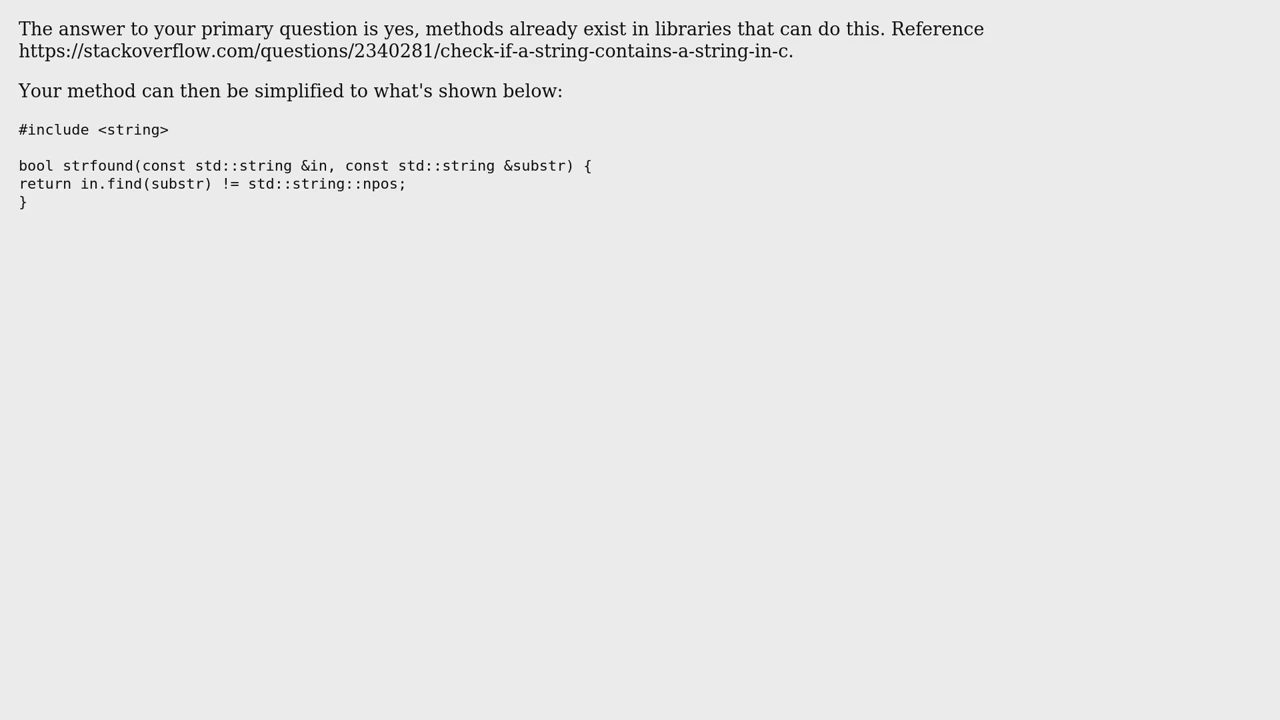 The answer to your primary question is yes, methods already exist in libraries that can do this. Reference
https://stackoverflow.com/questions/2340281/check-if-a-string-contains-a-string-in-c.
Your method can then be simplified to what's shown below:
#include <string>
bool strfound(const std::string &in, const std::string &substr) {
return in.find(substr) != std::string::npos;
}